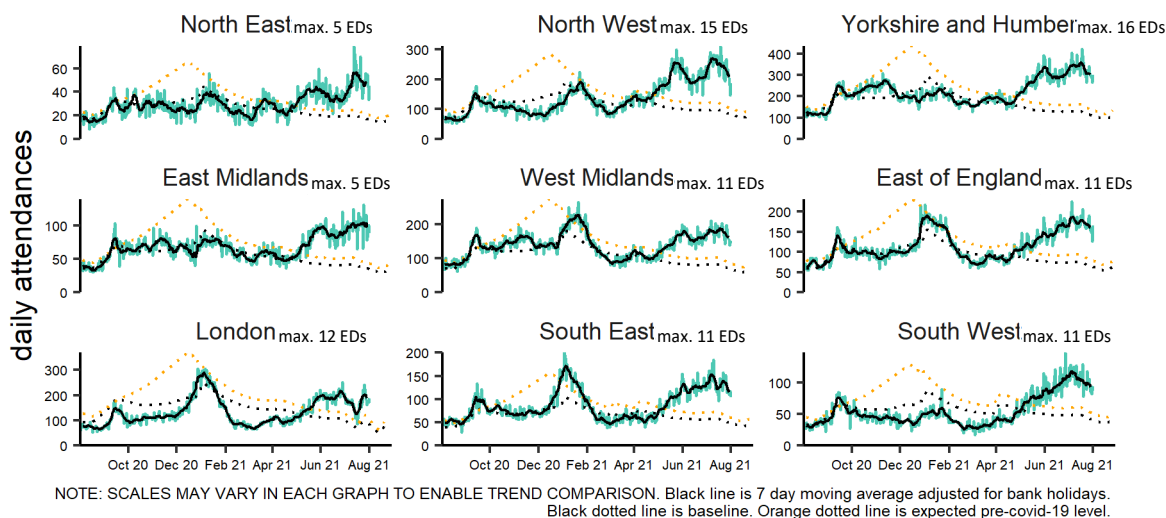 North East max. 5 EDs
North West max. 15 EDs
Yorkshire and Humber max. 16 EDs
60
40
20
0
300
200
100
0
400
300
200
100
0
East Midlands max. 5 EDs
West Midlands max. 11 EDs
East of England max. 11 EDs
100
50
0
200
100
0
200
150
100
50
0
daily attendances
London max. 12 EDs
South East max. 11 EDs
South West max. 11 EDs
300
200
100
0
200
150
100
50
0
100
50
0
Oct 20 Dec 20 Feb 21 Apr 21 Jun 21 Aug 21
Oct 20 Dec 20 Feb 21 Apr 21 Jun 21 Aug 21
Oct 20 Dec 20 Feb 21 Apr 21 Jun 21 Aug 21
NOTE: SCALES MAY VARY IN EACH GRAPH TO ENABLE TREND COMPARISON. Black line is 7 day moving average adjusted for bank holidays.
Black dotted line is baseline. Orange dotted line is expected pre-covid-19 level.